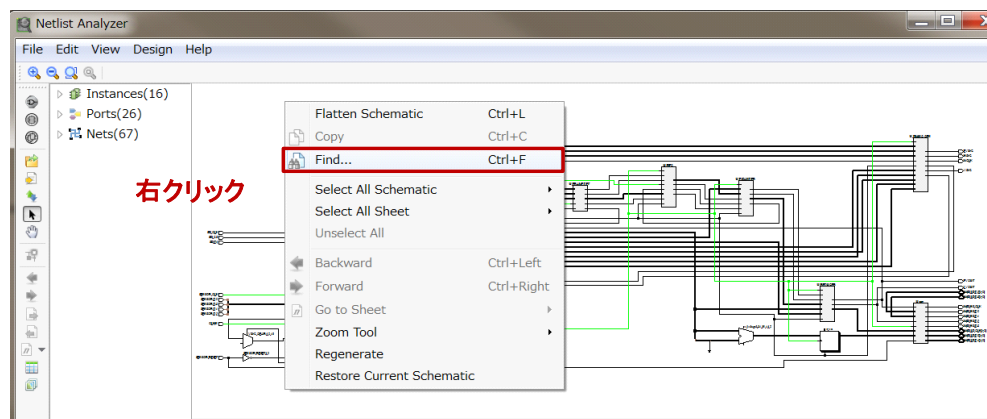 Netlist Analyzer
File Edit View Design Help
Instances(16)
Ports(26)
Nets(67)
右クリック
Flatten Schematic Ctrl+L
Copy Ctrl+C
Find... Ctrl+F
Select All Schematic
Select All Sheet
Unselect All
Backward Ctrl+Left
Forward Ctrl+Right
Go to Sheet
Zoom Tool
Regenerate
Restore Current Schematic